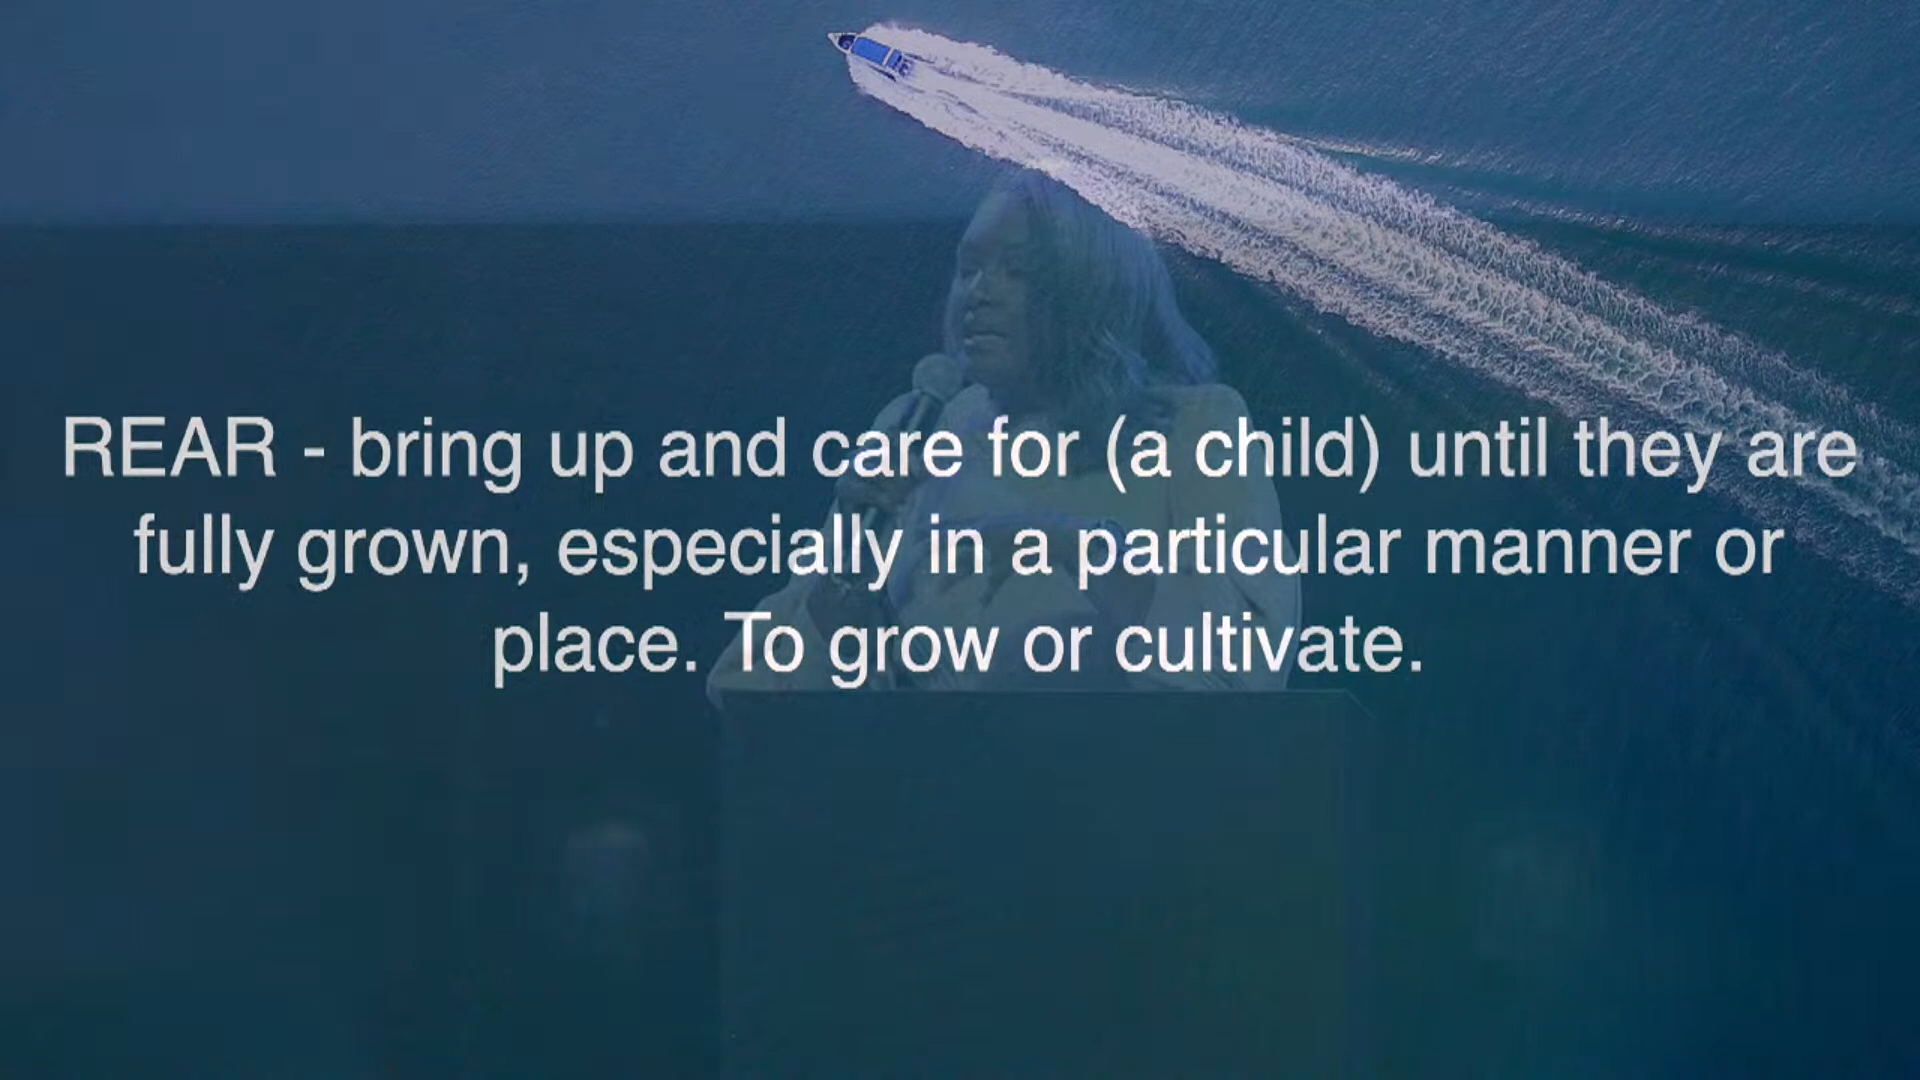 REAR - bring up and care for (a child) until they are
fully grown, especially in a particular manner or
place. To grow or cultivate.